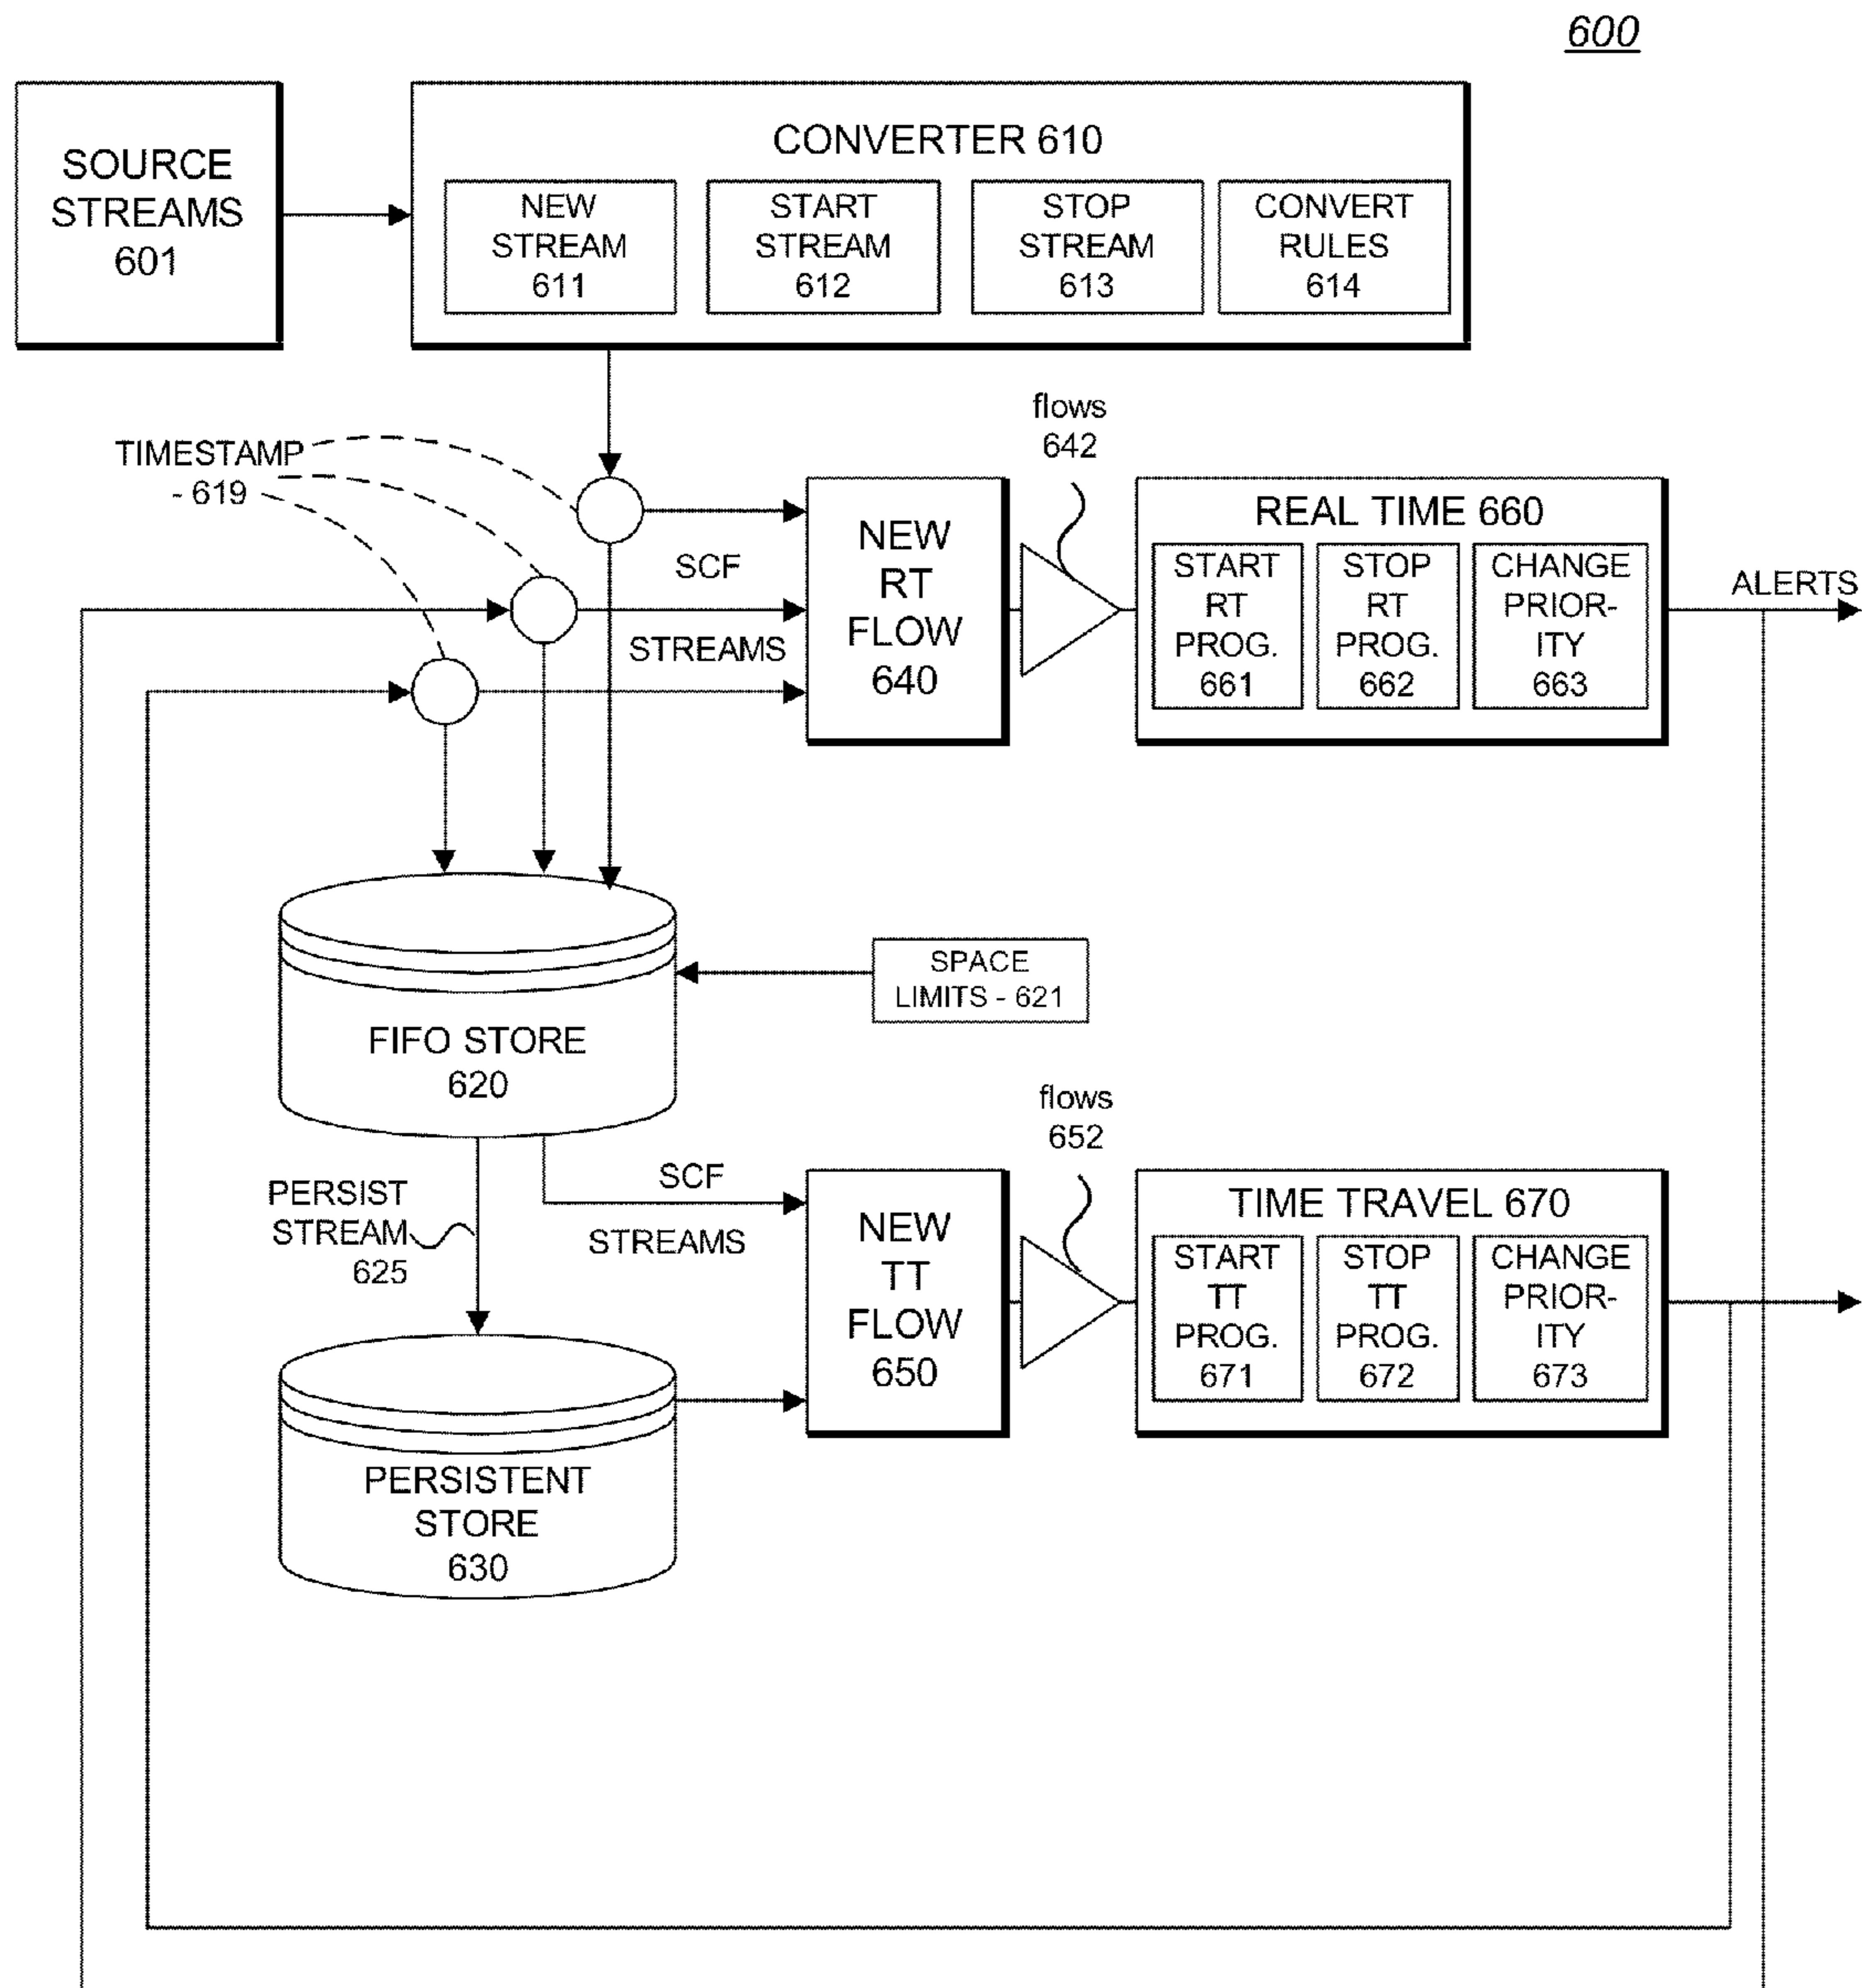 600
SOURCE
STREAMS
601
CONVERTER 610
NEW
STREAM
611
START
STREAM
612
STOP
STREAM
613
CONVERT
RULES
614
TIMESTAMP
- 619
flows
642
SCF
STREAMS
NEW
RT
FLOW
640
REAL TIME 660
START
RT
PROG.
661
STOP
RT
PROG.
662
CHANGE
PRIOR-
ITY
663
ALERTS
FIFO STORE
620
SPACE
LIMITS - 621
PERSIST
STREAM
625
SCF
STREAMS
flows
652
NEW
TT
FLOW
650
TIME TRAVEL 670
START
TT
PROG.
671
STOP
TT
PROG.
672
CHANGE
PRIOR-
ITY
673
PERSISTENT
STORE
630